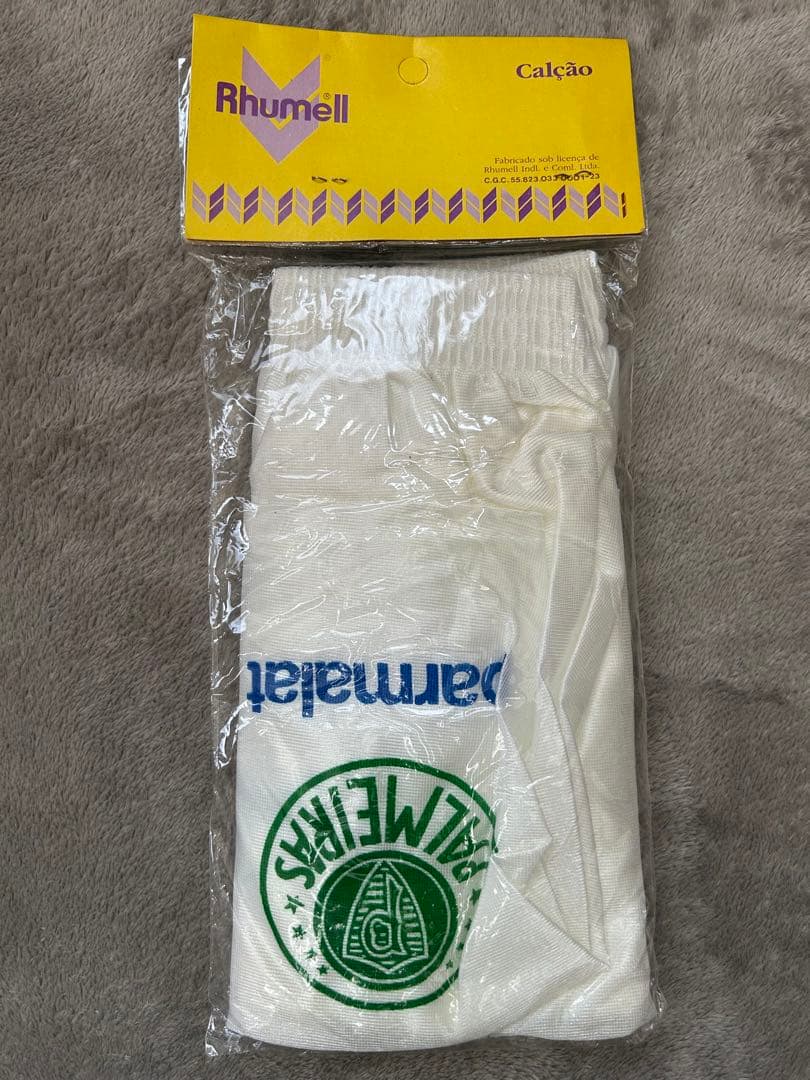 Rhumell®
Calção
Fabricado sob licença de
Rhumell Indl. e Coml. Ltda.
parmalat
PALMEIRAS
P